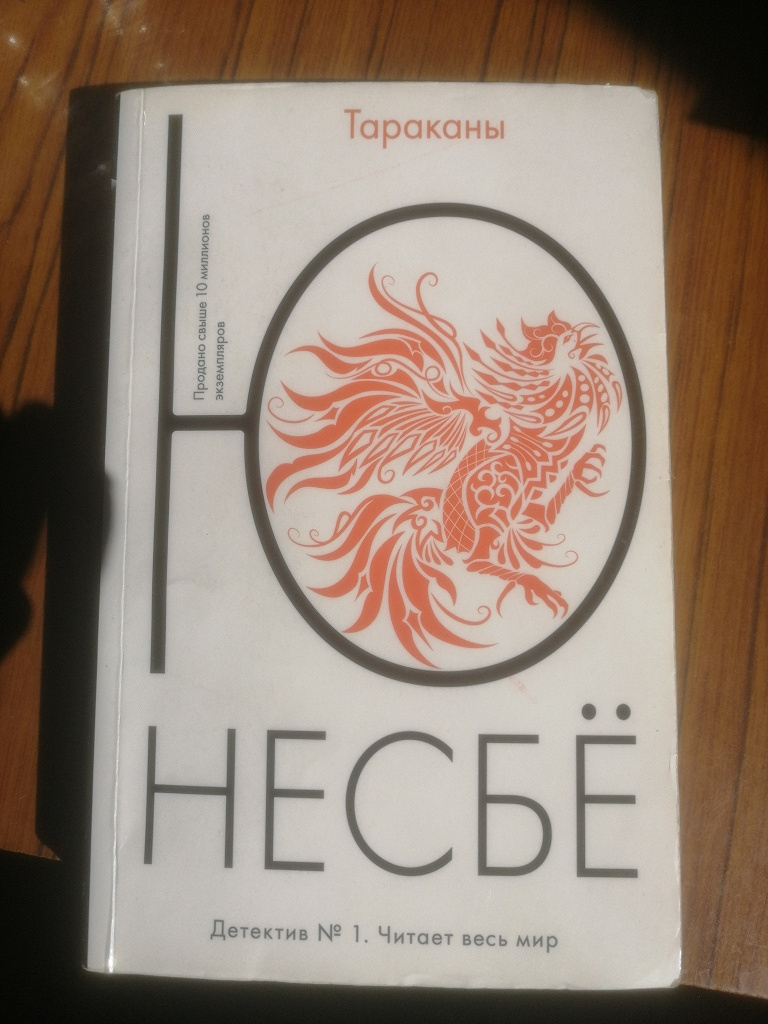 Тараканы
Продано свыше 10 миллионов
экземпляров
Ю
НЕСБЁ
Детектив № 1. Читает весь мир